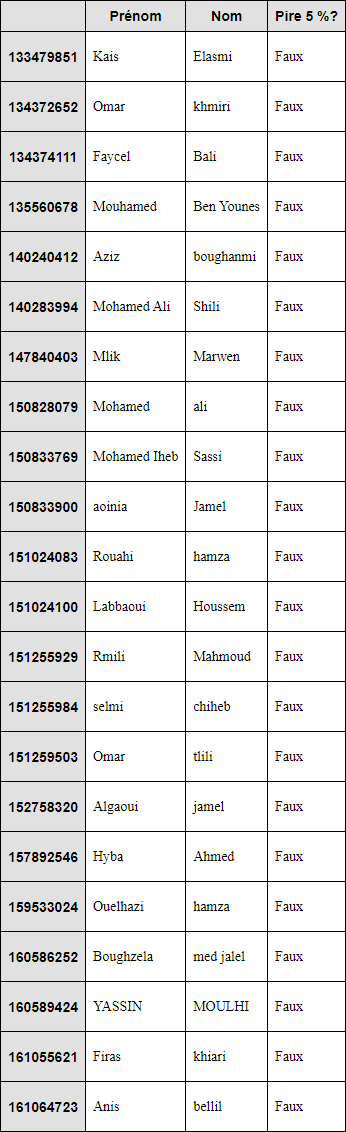 Prénom Nom Pire 5 %?
133479851 Kais Elasmi Faux
134372652 Omar khmiri Faux
134374111 Faycel Bali Faux
135560678 Mouhamed Ben Younes Faux
140240412 Aziz boughanmi Faux
140283994 Mohamed Ali Shili Faux
147840403 Mlik Marwen Faux
150828079 Mohamed ali Faux
150833769 Mohamed Iheb Sassi Faux
150833900 aoinia Jamel Faux
151024083 Rouahi hamza Faux
151024100 Labbaoui Houssem Faux
151255929 Rmili Mahmoud Faux
151255984 selmi chiheb Faux
151259503 Omar tlili Faux
152758320 Algaoui jamel Faux
157892546 Hyba Ahmed Faux
159533024 Ouelhazi hamza Faux
160586252 Boughzela med jalel Faux
160589424 YASSIN MOULHI Faux
161055621 Firas khiari Faux
161064723 Anis bellil Faux